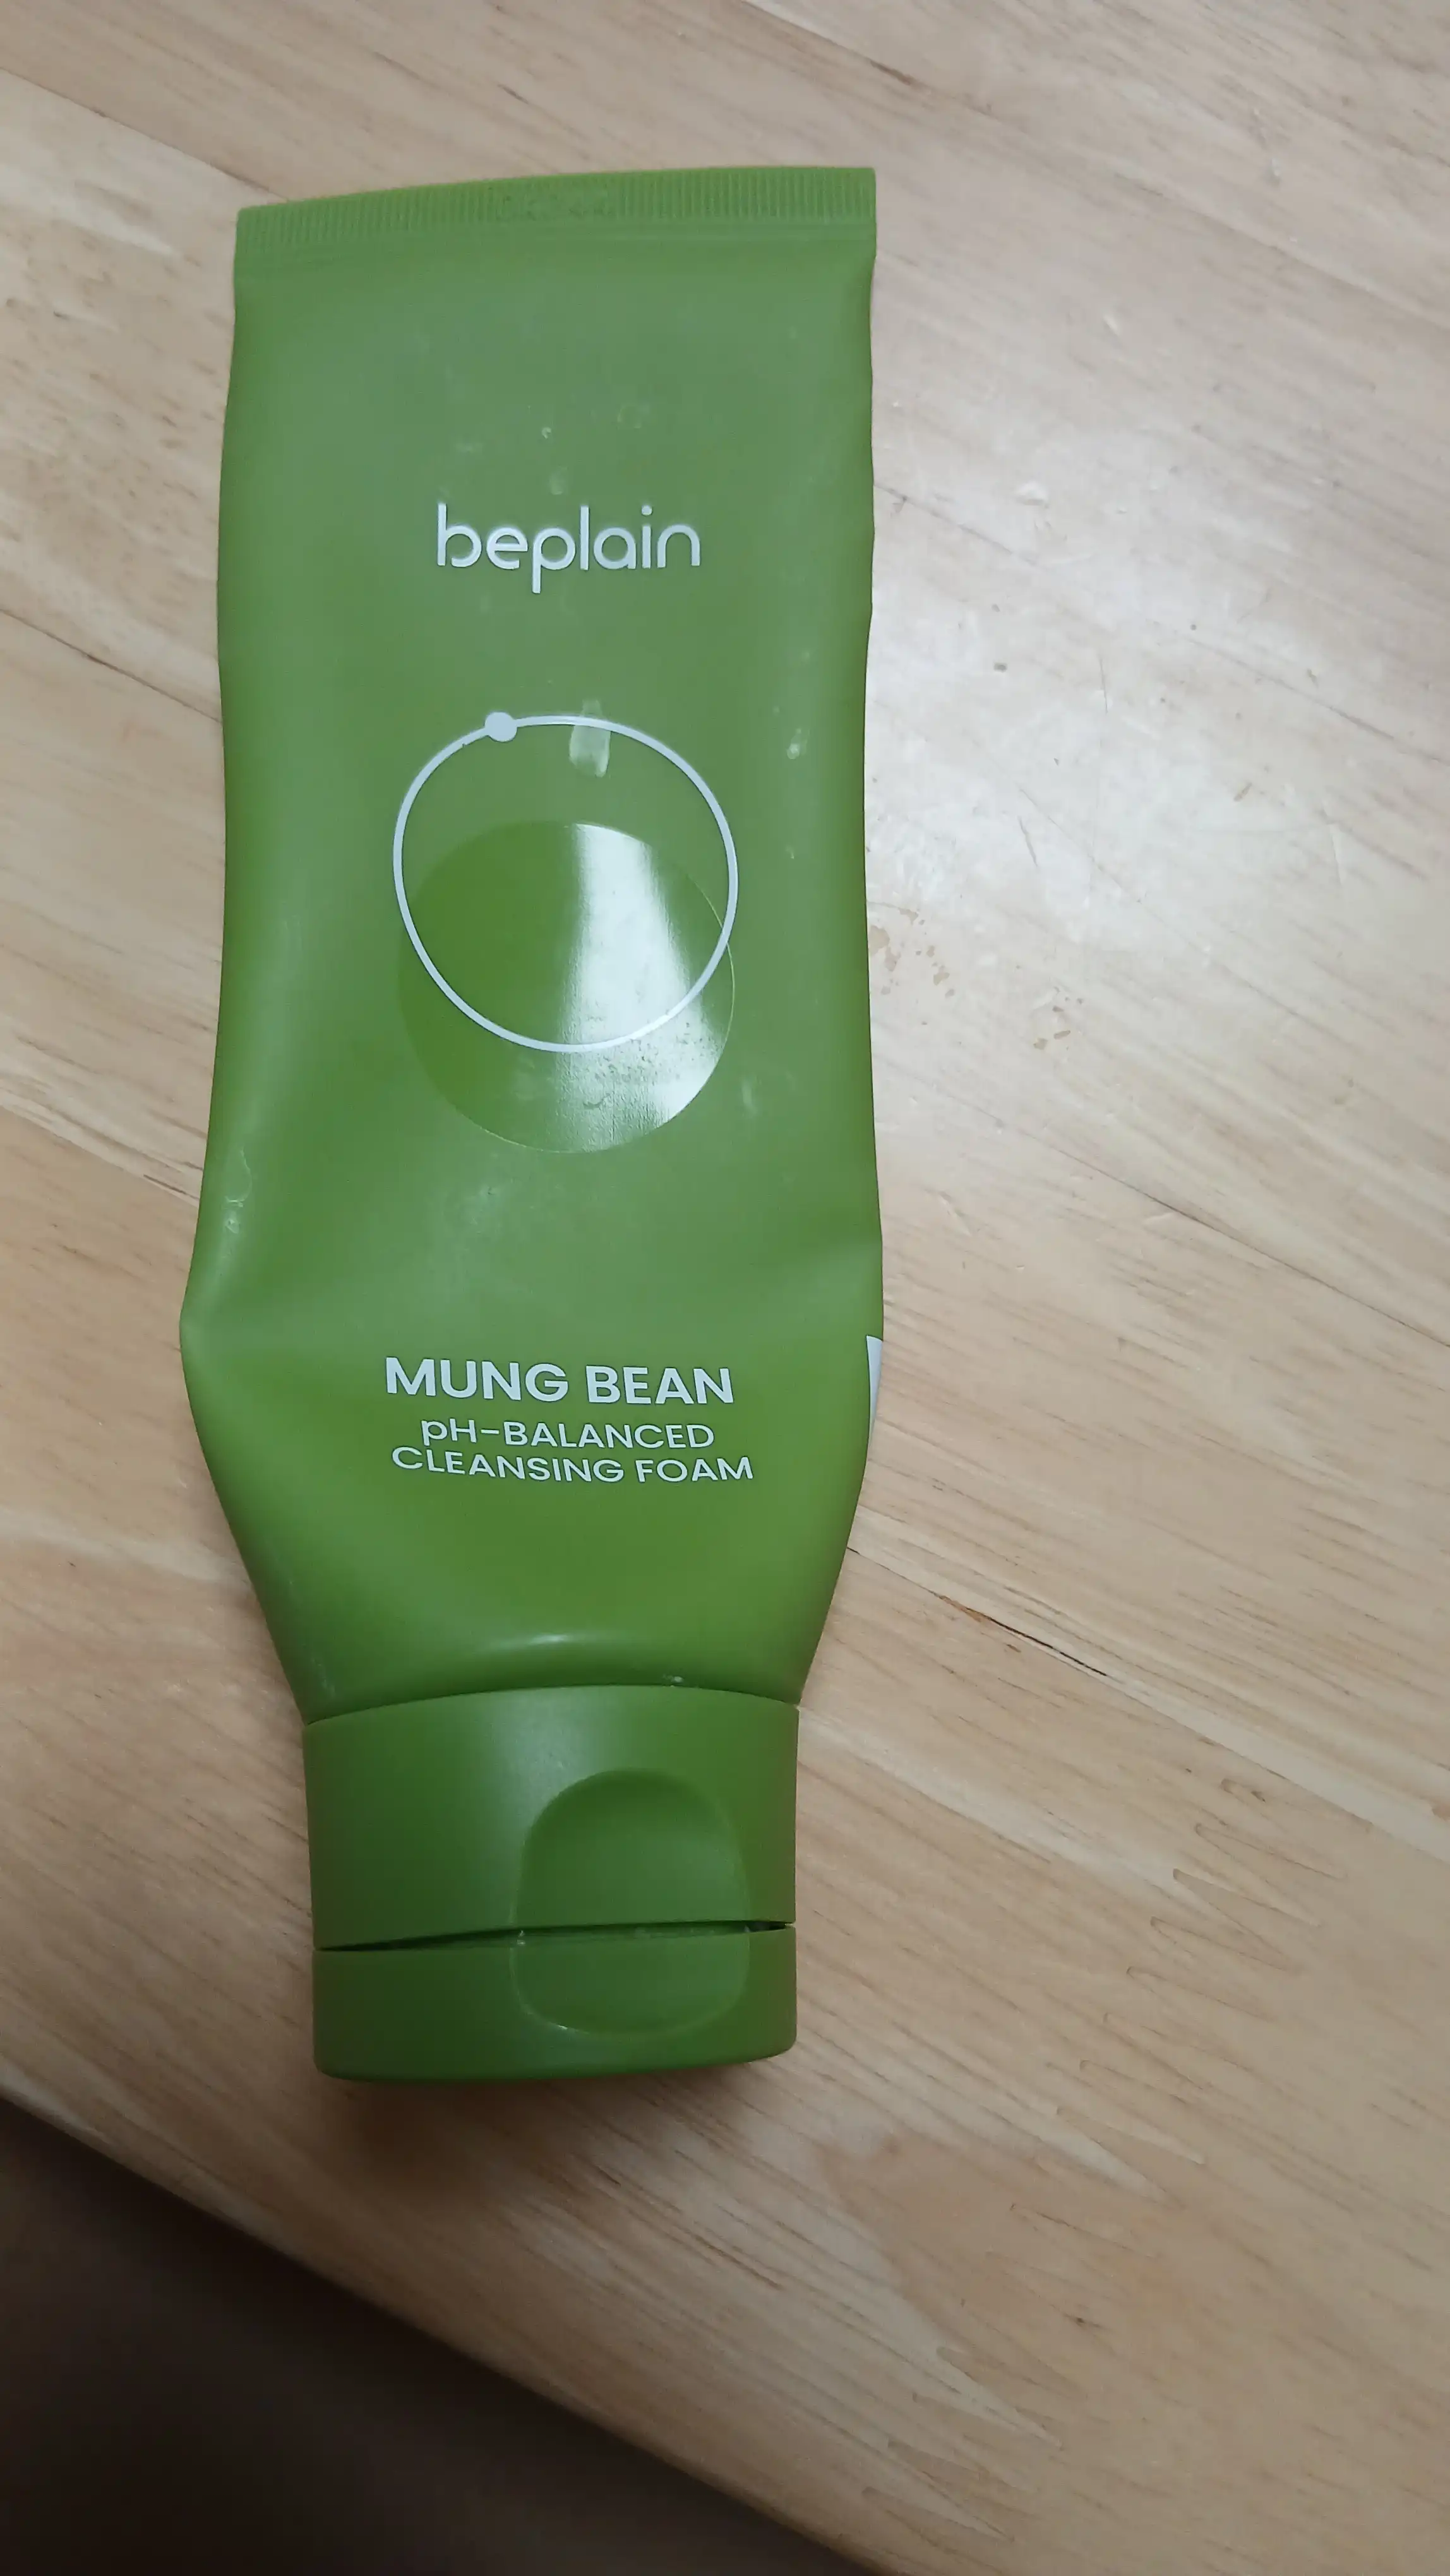 beplain
MUNG BEAN
pH-BALANCED
CLEANSING FOAM